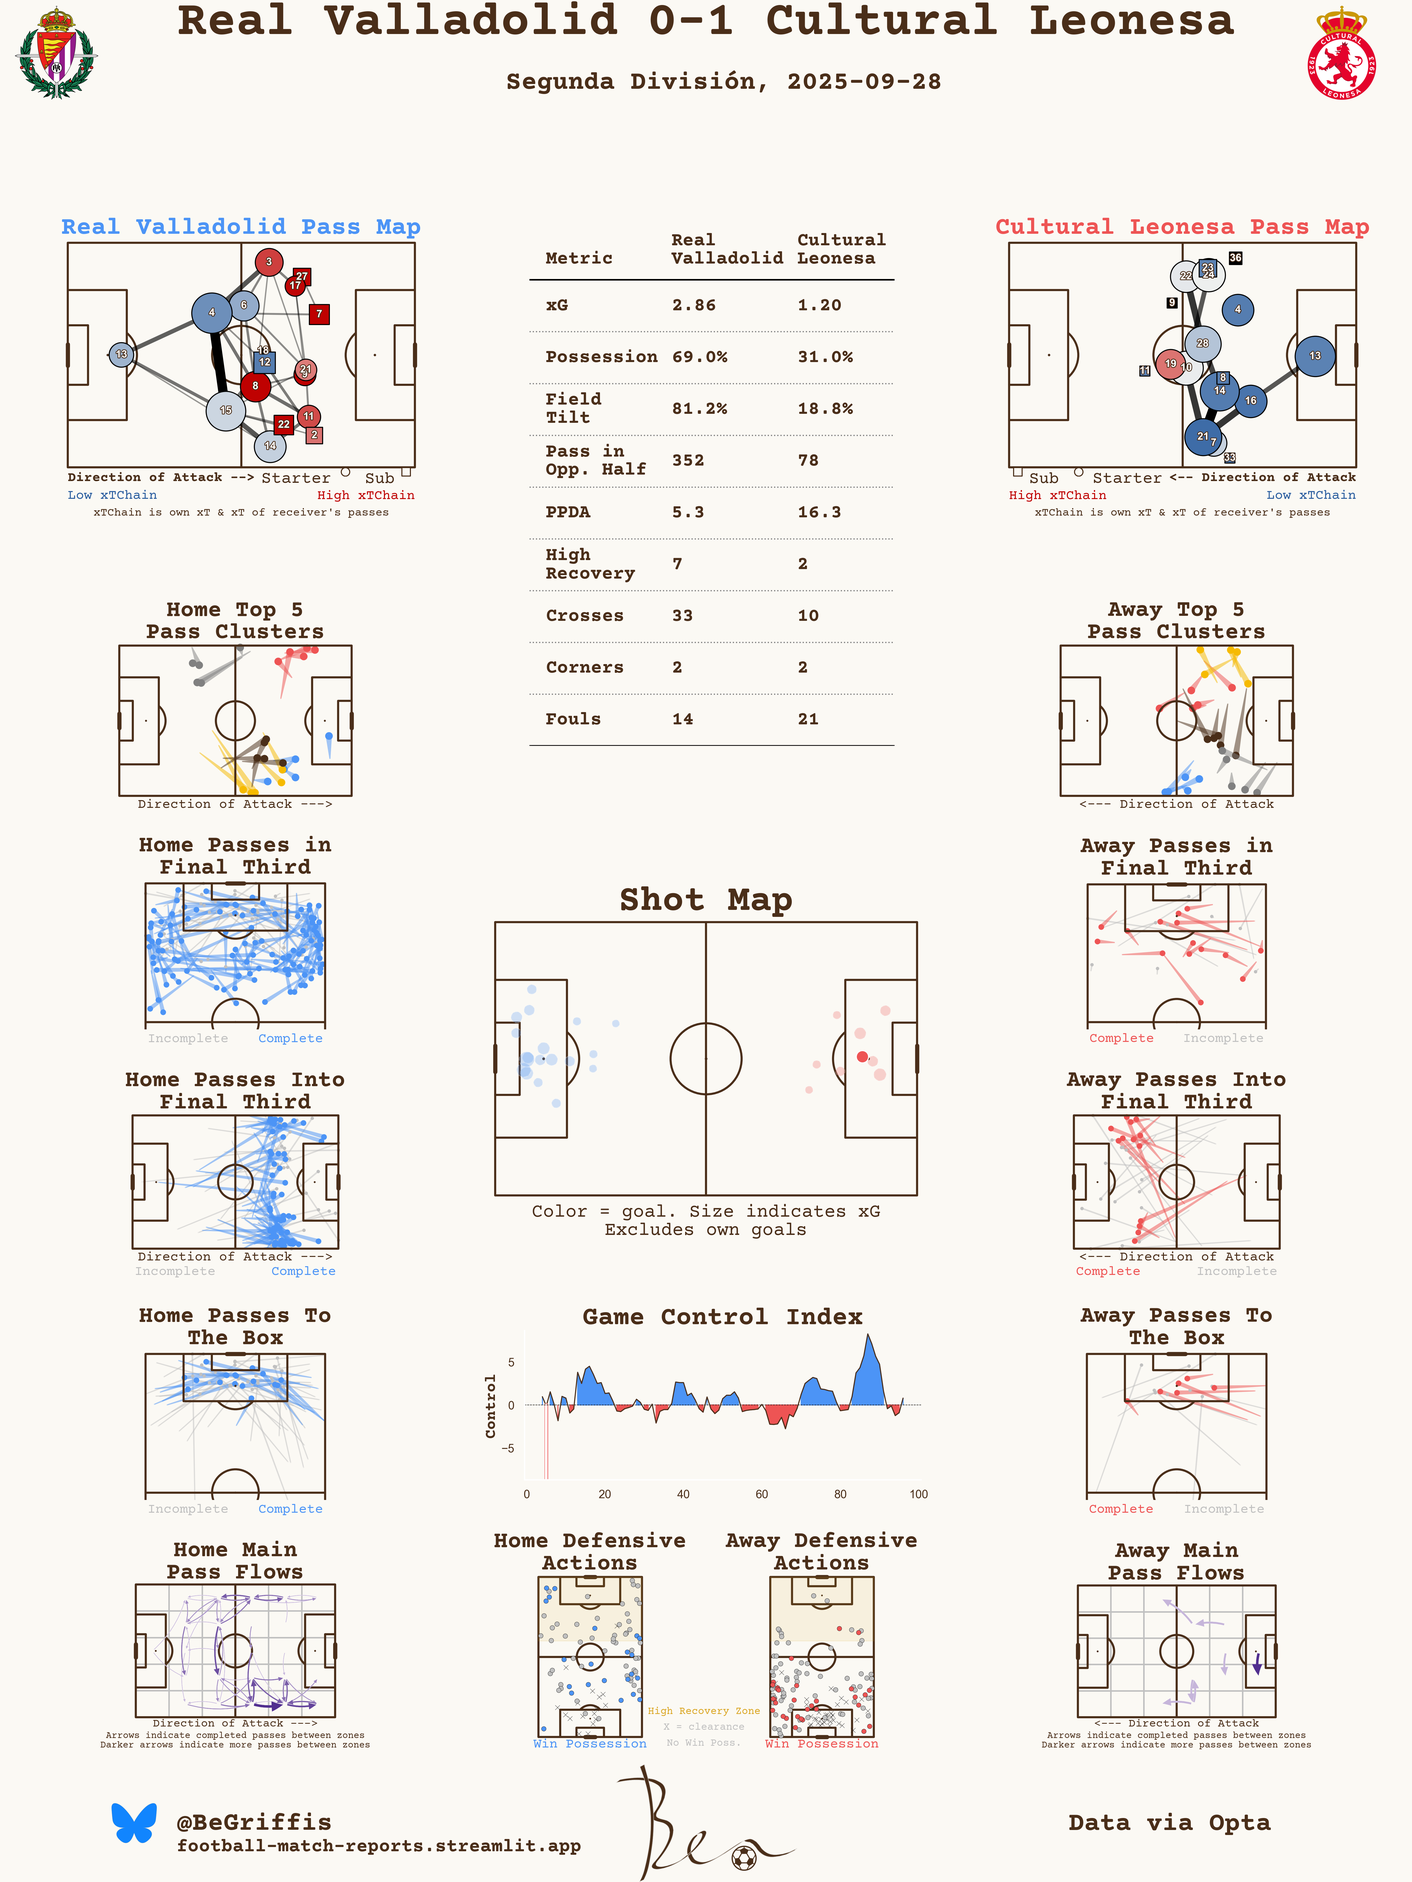 Real Valladolid 0-1 Cultural Leonesa
Segunda División, 2025-09-28
CULTURAL
1923
1923
LEONESA
Real Valladolid Pass Map
3
27
17
7
4
6
13
18
12
21
9
8
15
11
22
2
14
Direction of Attack --> Starter Sub
Low xTChain High xTChain
xTChain is own xT & xT of receiver's passes
Metric Real Valladolid Cultural Leonesa
xG 2.86 1.20
Possession 69.0% 31.0%
Field Tilt 81.2% 18.8%
Pass in Opp. Half 352 78
PPDA 5.3 16.3
High Recovery 7 2
Crosses 33 10
Corners 2 2
Fouls 14 21
Cultural Leonesa Pass Map
36
22
23
24
9
4
28
13
19
10
11
8
14
16
21
7
33
Sub Starter <-- Direction of Attack
High xTChain Low xTChain
xTChain is own xT & xT of receiver's passes
Home Top 5
Pass Clusters
Direction of Attack --->
Away Top 5
Pass Clusters
<--- Direction of Attack
Home Passes in
Final Third
Incomplete Complete
Away Passes in
Final Third
Complete Incomplete
Shot Map
Color = goal. Size indicates xG
Excludes own goals
Home Passes Into
Final Third
Direction of Attack --->
Incomplete Complete
Away Passes Into
Final Third
<--- Direction of Attack
Complete Incomplete
Home Passes To
The Box
Incomplete Complete
Game Control Index
Control
5
0
−5
0 20 40 60 80 100
Away Passes To
The Box
Complete Incomplete
Home Main
Pass Flows
Direction of Attack --->
Arrows indicate completed passes between zones
Darker arrows indicate more passes between zones
Home Defensive
Actions
Win Possession
High Recovery Zone
X = clearance
No Win Poss.
Away Defensive
Actions
Win Possession
Away Main
Pass Flows
<--- Direction of Attack
Arrows indicate completed passes between zones
Darker arrows indicate more passes between zones
@BeGriffis
football-match-reports.streamlit.app
Ben
Data via Opta